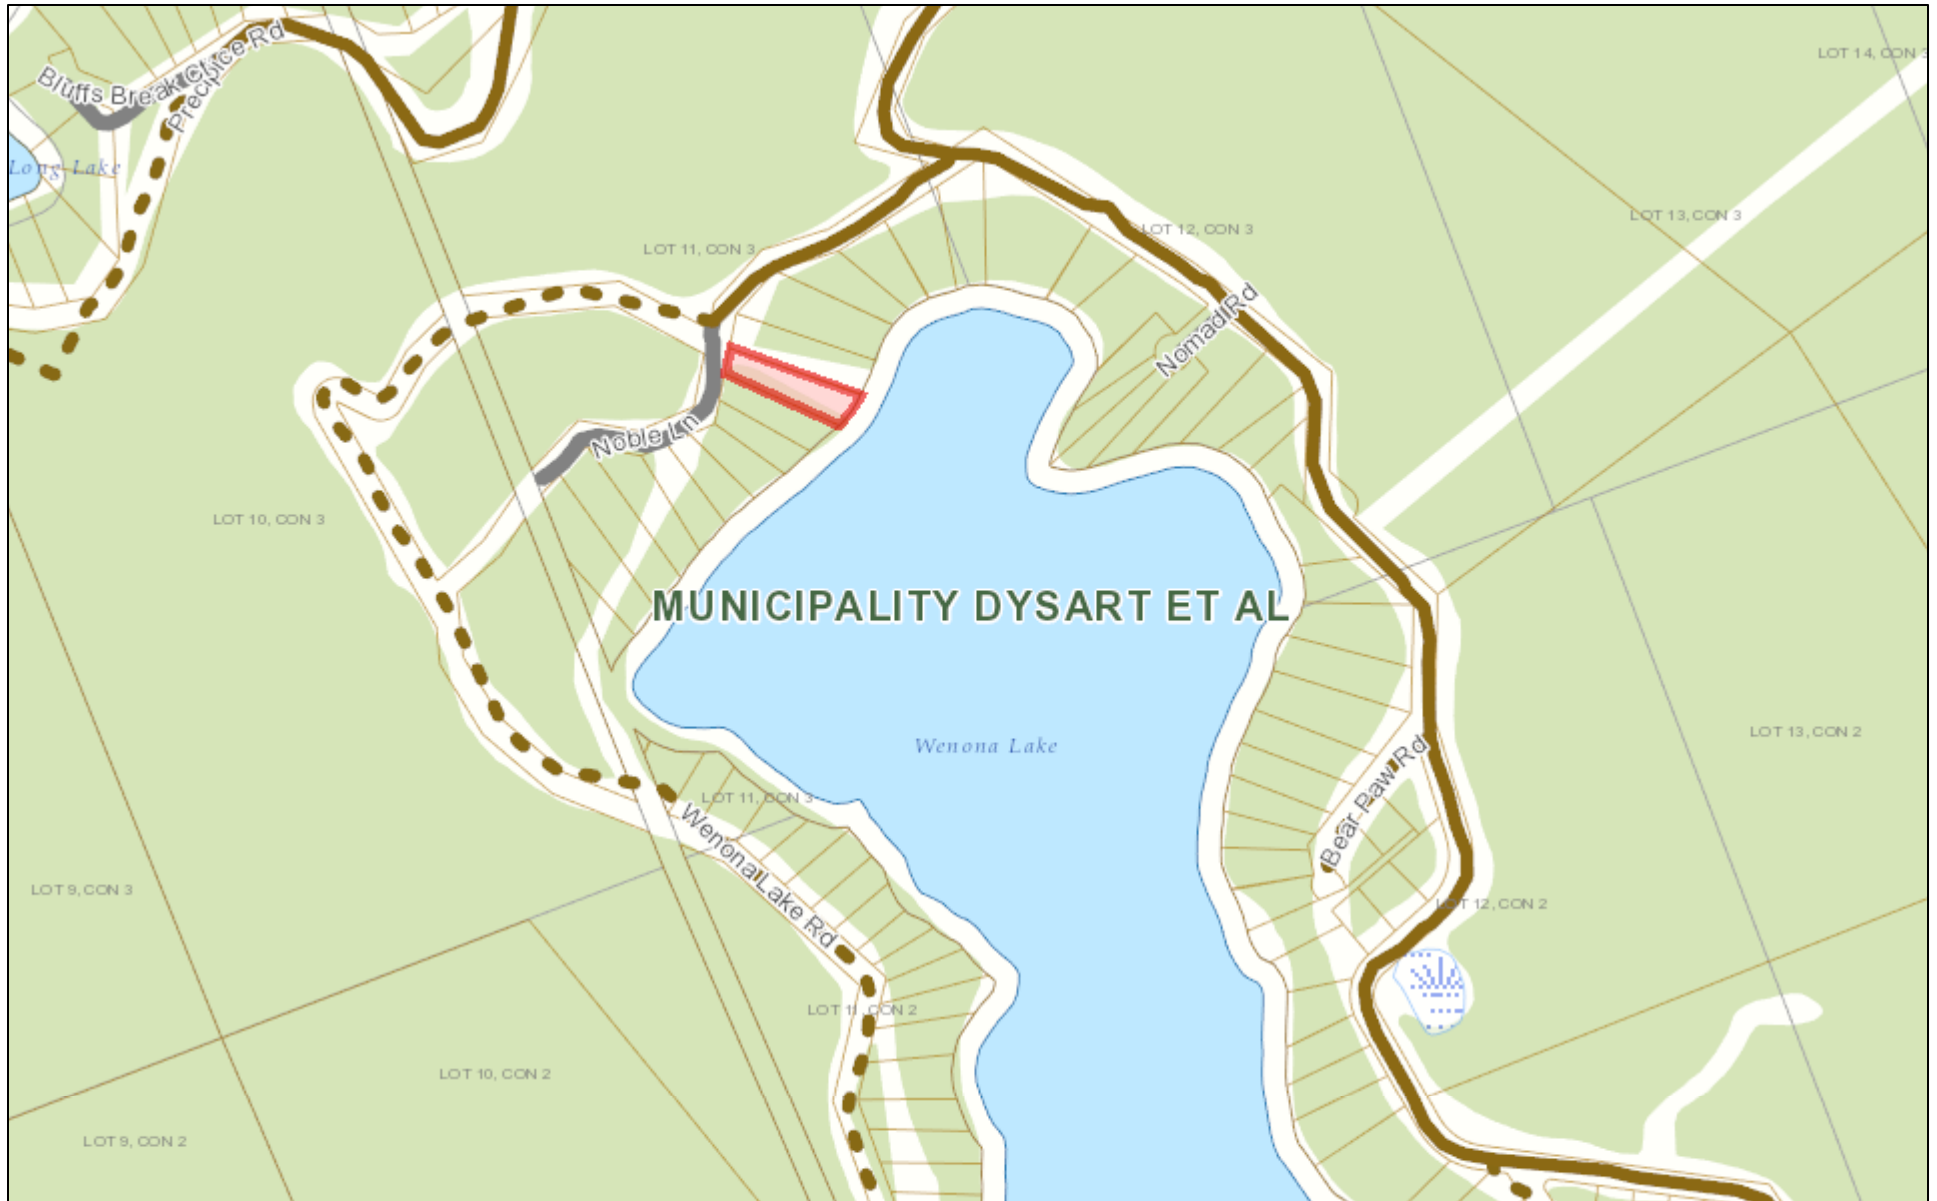 LOT 14, CON 3
Bluffs Break
Precipice Rd
Long Lake
LOT 13, CON 3
LOT 12, CON 3
LOT 11, CON 3
Nomad Rd
Noble Ln
LOT 10, CON 3
MUNICIPALITY DYSART ET AL
LOT 13, CON 2
Wenona Lake
LOT 11, CON 3
Bear Paw Rd
Wenona Lake Rd
LOT 9, CON 3
LOT 12, CON 2
LOT 11, CON 2
LOT 10, CON 2
LOT 9, CON 2